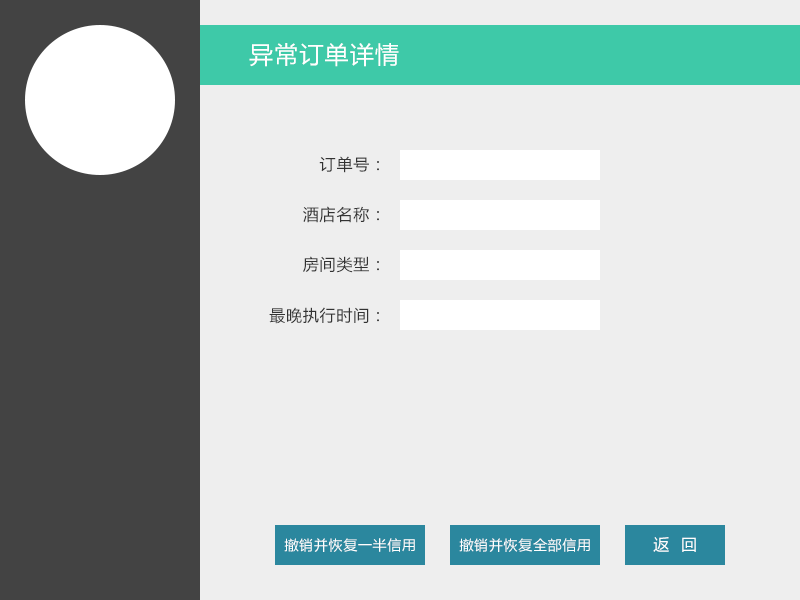 异常订单详情
订单号：
酒店名称：
房间类型：
最晚执行时间：
撤销并恢复一半信用 撤销并恢复全部信用 返 回